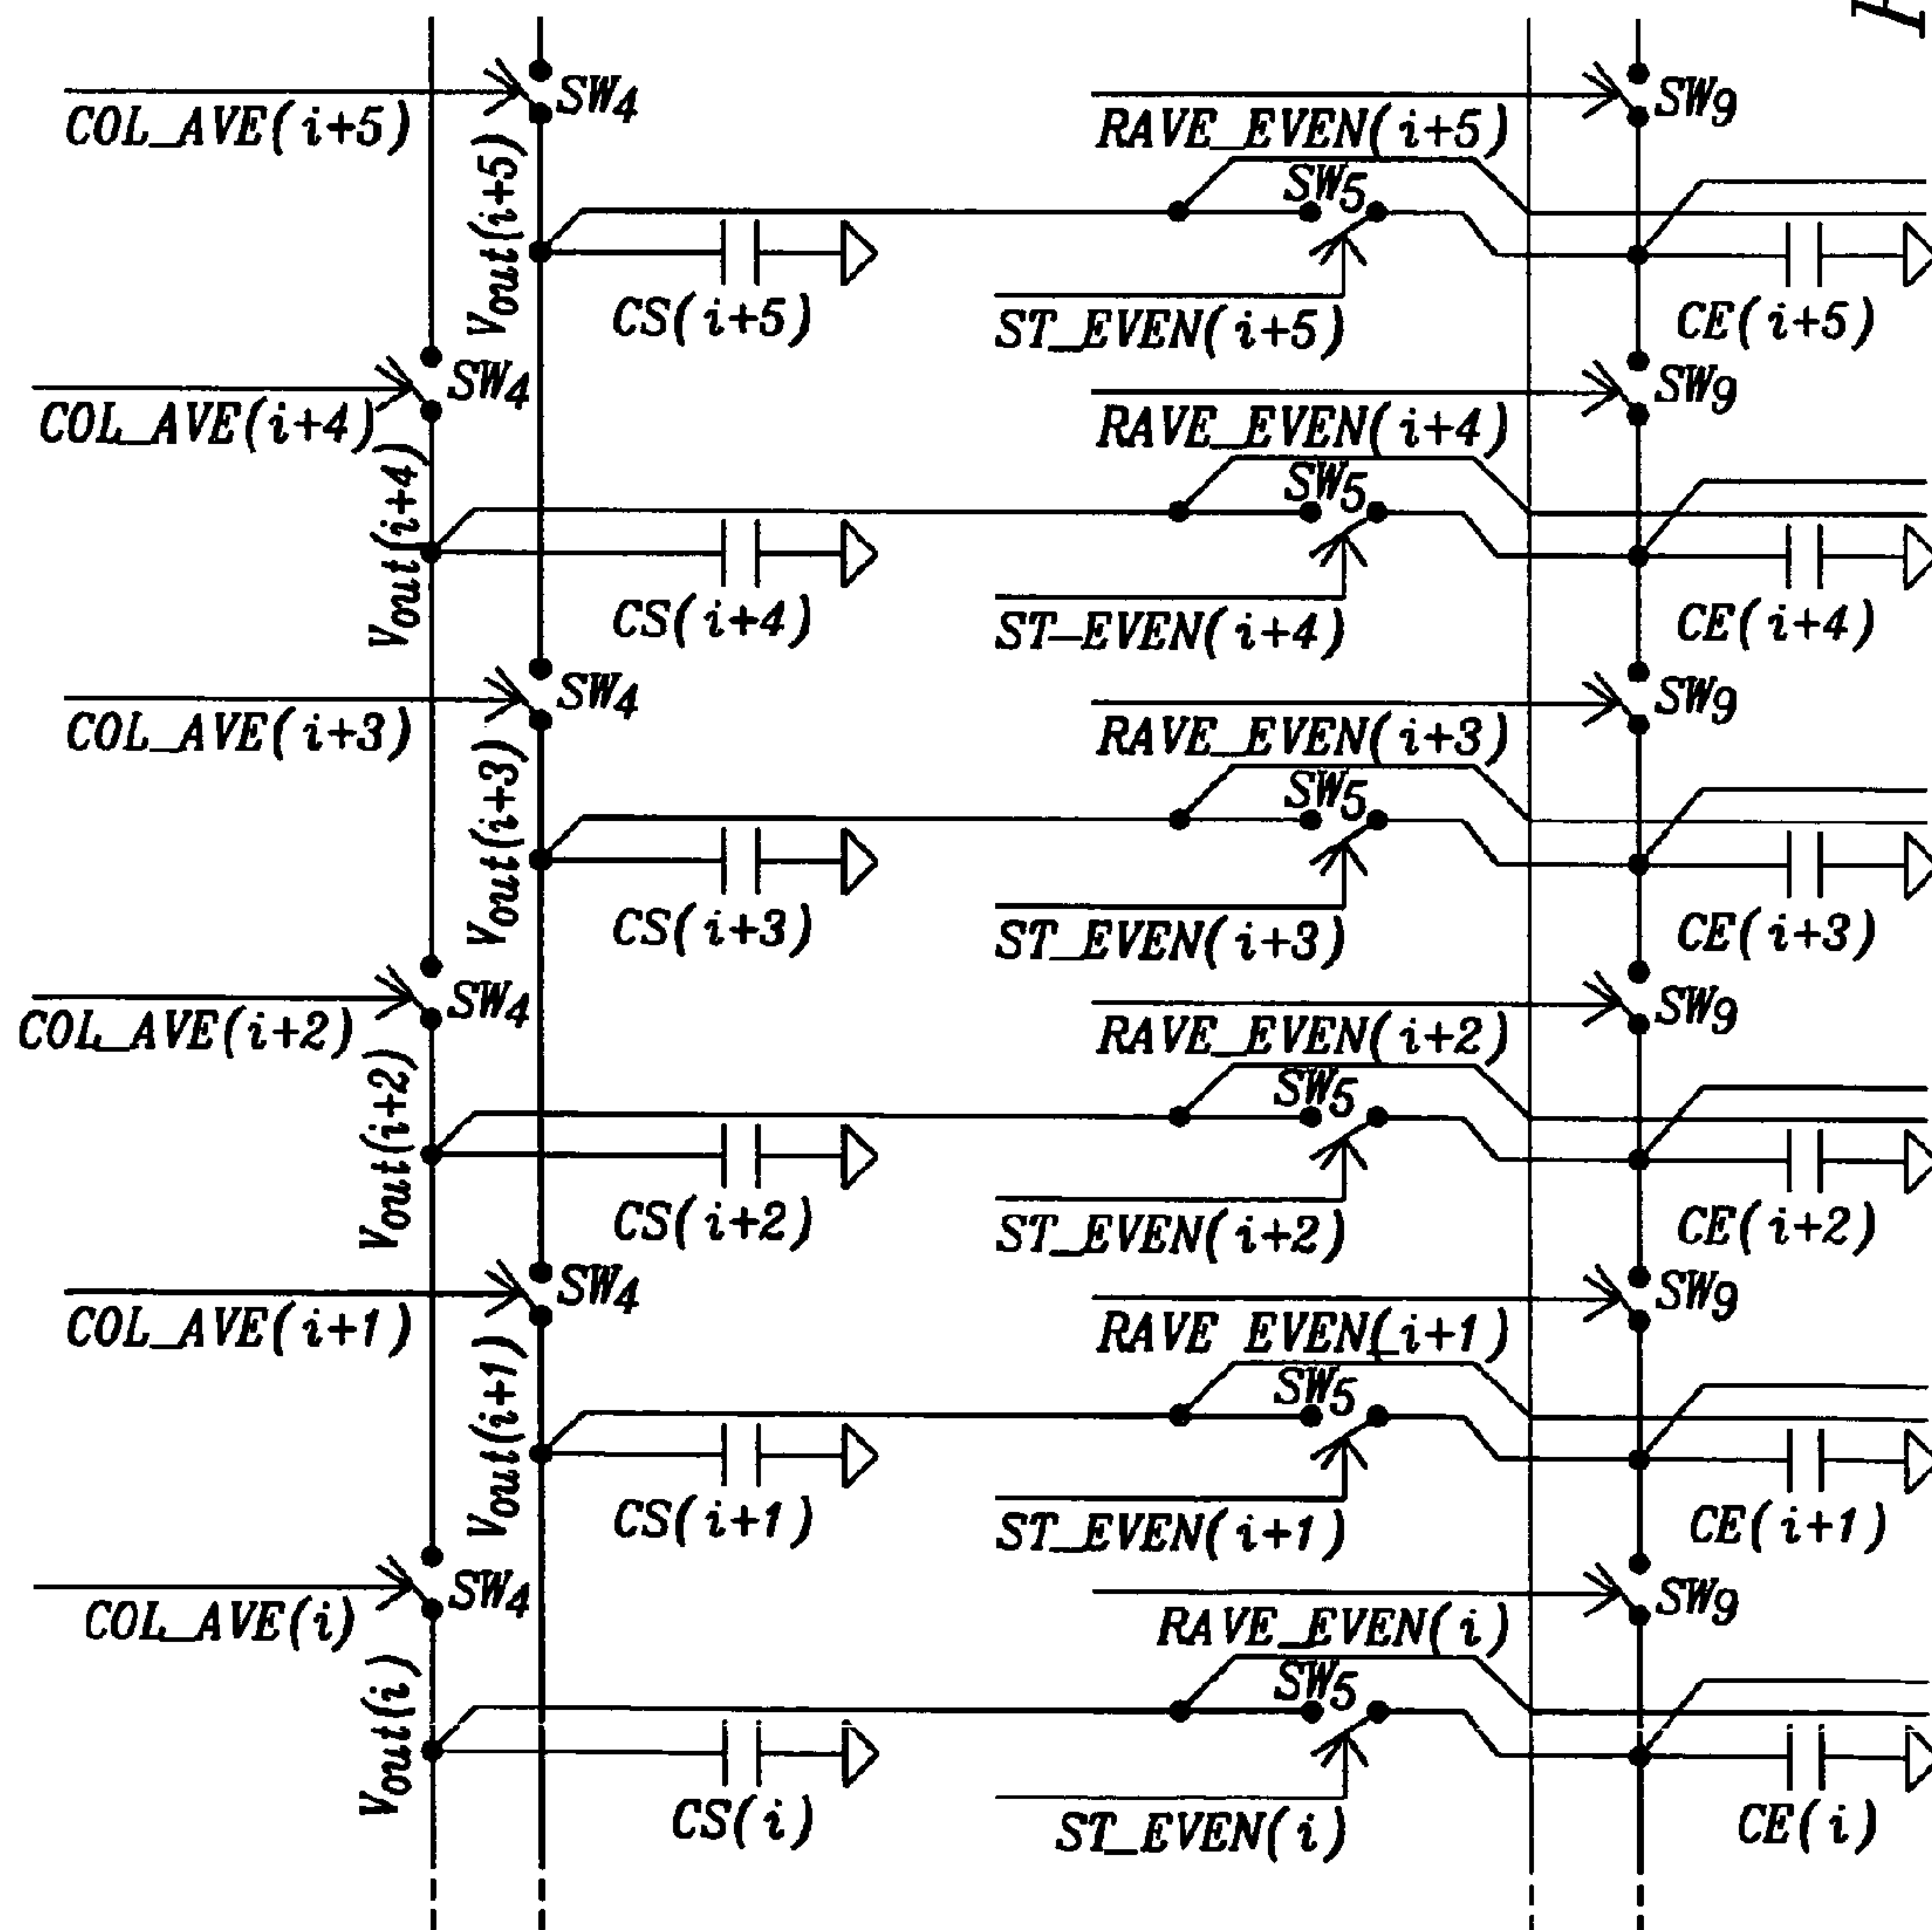 SW4
SW9
COL_AVE(i+5)
RAVE_EVEN(i+5)
Vout(i+5)
SW5
CS(i+5)
ST_EVEN(i+5)
CE(i+5)
SW4
SW9
COL_AVE(i+4)
RAVE_EVEN(i+4)
Vout(i+4)
SW5
CS(i+4)
ST-EVEN(i+4)
CE(i+4)
SW4
SW9
COL_AVE(i+3)
RAVE_EVEN(i+3)
Vout(i+3)
SW5
CS(i+3)
ST_EVEN(i+3)
CE(i+3)
SW4
SW9
COL_AVE(i+2)
RAVE_EVEN(i+2)
Vout(i+2)
SW5
CS(i+2)
ST_EVEN(i+2)
CE(i+2)
SW4
SW9
COL_AVE(i+1)
RAVE EVEN(i+1)
Vout(i+1)
SW5
CS(i+1)
ST_EVEN(i+1)
CE(i+1)
SW4
SW9
COL_AVE(i)
RAVE_EVEN(i)
Vout(i)
SW5
CS(i)
ST_EVEN(i)
CE(i)